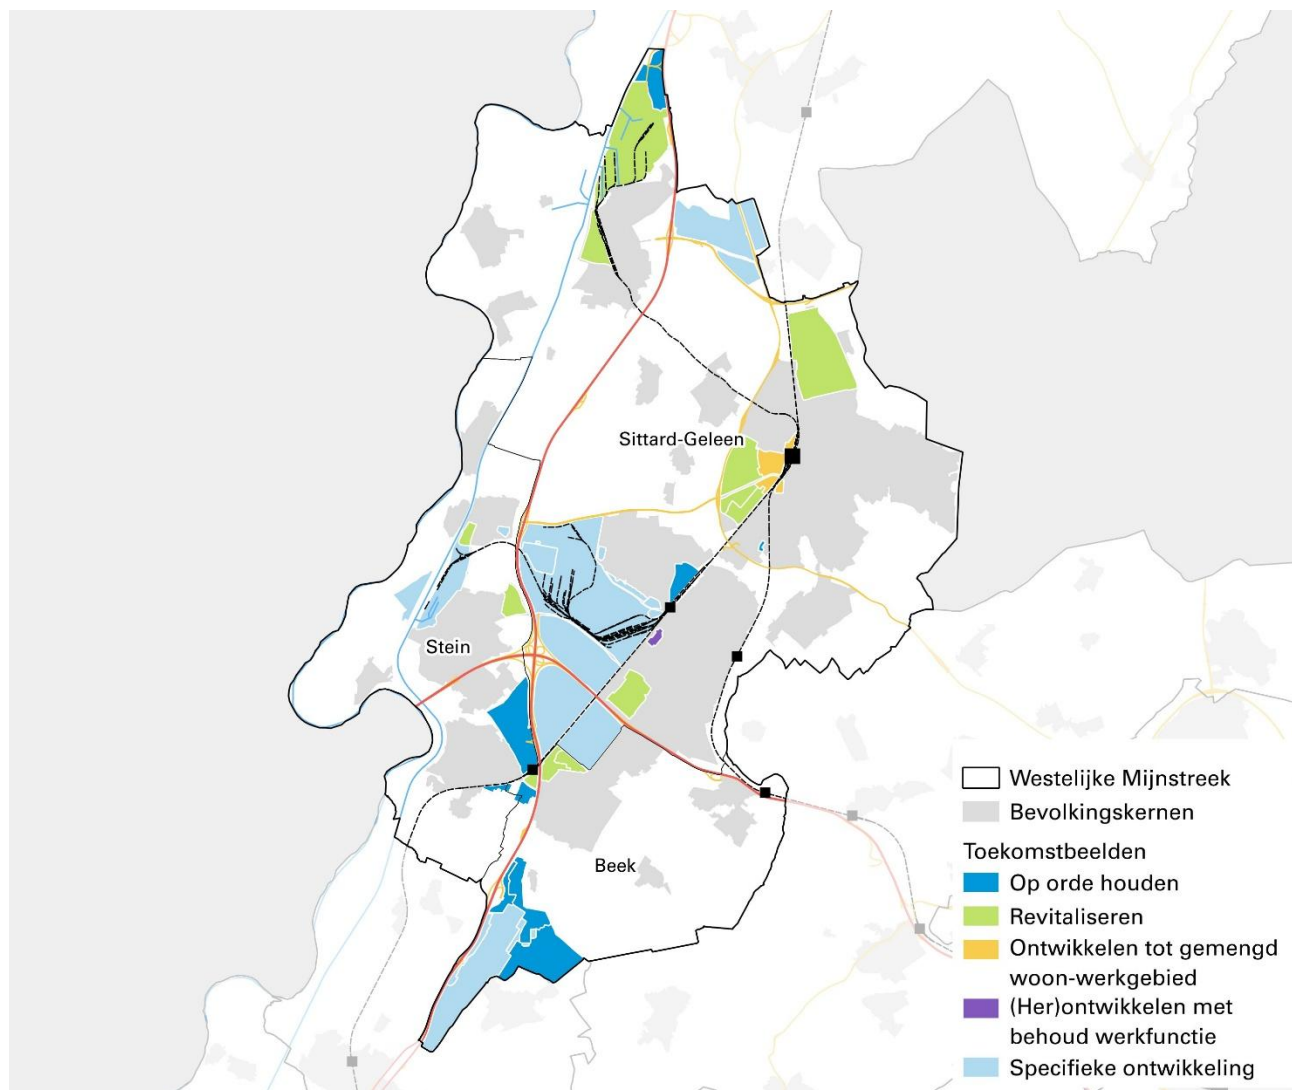 Sittard-Geleen
Stein
Beek
Westelijke Mijnstreek
Bevolkingskernen
Toekomstbeelden
Op orde houden
Revitaliseren
Ontwikkelen tot gemengd
woon-werkgebied
(Her)ontwikkelen met
behoud werkfunctie
Specifieke ontwikkeling